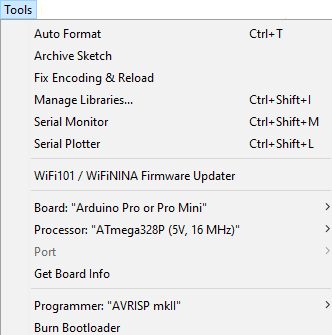 Tools
Auto Format Ctrl+T
Archive Sketch
Fix Encoding & Reload
Manage Libraries... Ctrl+Shift+I
Serial Monitor Ctrl+Shift+M
Serial Plotter Ctrl+Shift+L
WiFi101 / WiFiNINA Firmware Updater
Board: "Arduino Pro or Pro Mini"
Processor: "ATmega328P (5V, 16 MHz)"
Port
Get Board Info
Programmer: "AVRISP mkII"
Burn Bootloader